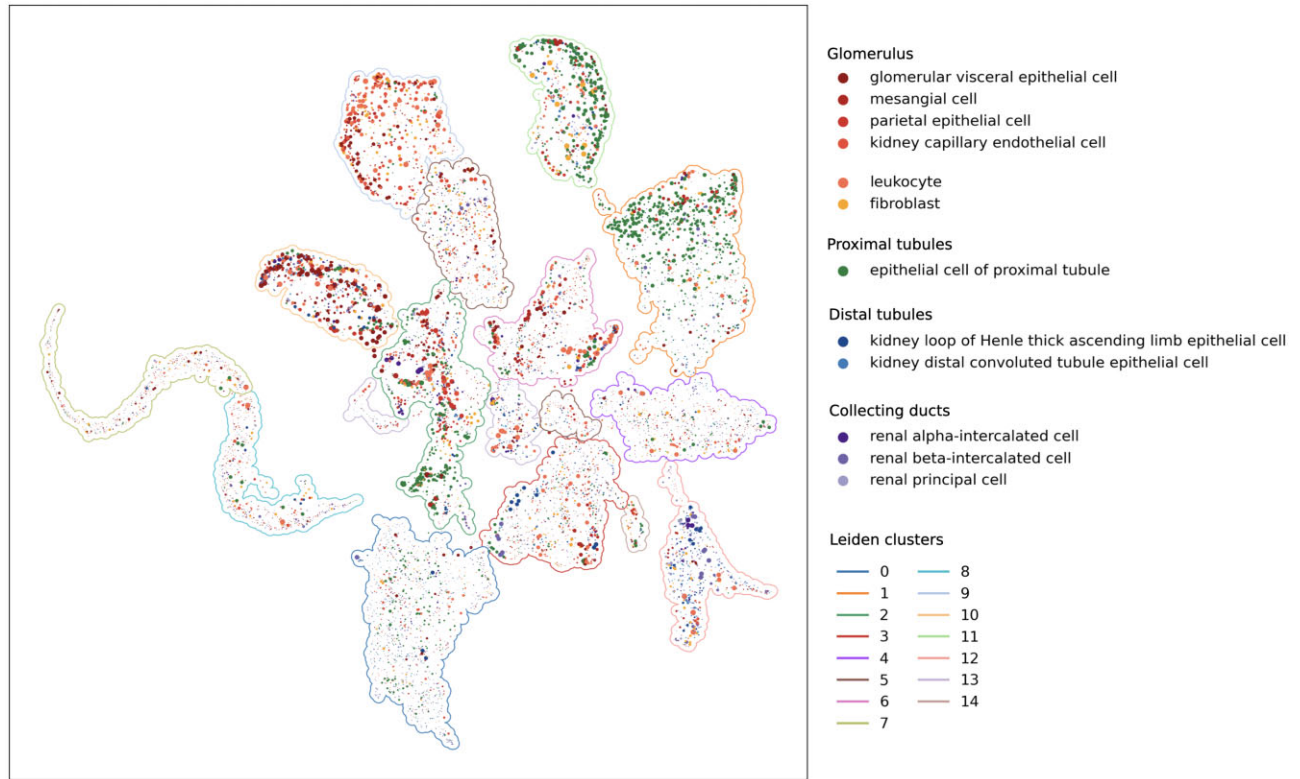 Glomerulus
glomerular visceral epithelial cell
mesangial cell
parietal epithelial cell
kidney capillary endothelial cell
leukocyte
fibroblast
Proximal tubules
epithelial cell of proximal tubule
Distal tubules
kidney loop of Henle thick ascending limb epithelial cell
kidney distal convoluted tubule epithelial cell
Collecting ducts
renal alpha-intercalated cell
renal beta-intercalated cell
renal principal cell
Leiden clusters
0 8
1 9
2 10
3 11
4 12
5 13
6 14
7